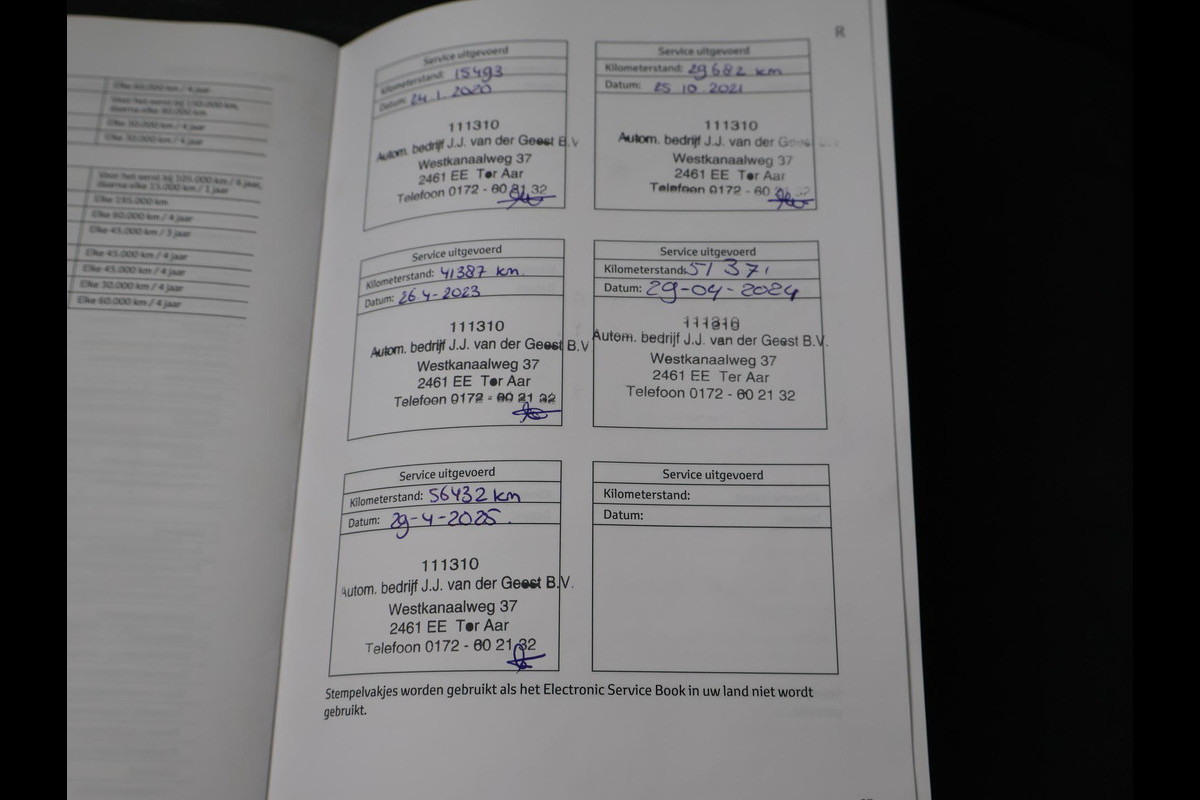 R
Elke 60.000 km / 4 jaar
Elke 30.000 km / 4 jaar
Elke 195.000 km
Elke 60.000 km / 4 jaar
Elke 45.000 km / 3 jaar
Elke 45.000 km / 4 jaar
Elke 45.000 km / 4 jaar
Elke 30.000 km / 4 jaar
Elke 60.000 km / 4 jaar
Service uitgevoerd
Kilometerstand: 15493
Datum: 24.1.2020
111310
Autom. bedrijf J.J. van der Geest B.V
Westkanaalweg 37
2461 EE Ter Aar
Telefoon 0172 - 60 21 32
Service uitgevoerd
Kilometerstand: 29682 km
Datum: 25 10 2021
111310
Autom. bedrijf J.J. van der Geest
Westkanaalweg 37
2461 EE Ter Aar
Telefoon 0172 - 60
Service uitgevoerd
Kilometerstand: 41387 km
Datum: 26 4 - 2023
111310
Autom. bedrijf J.J. van der Geest B.V
Westkanaalweg 37
2461 EE Ter Aar
Telefoon 0172 - 60 21 32
Service uitgevoerd
Kilometerstand: 51371
Datum: 29-04-2024
111310
Autom. bedrijf J.J. van der Geest B.V.
Westkanaalweg 37
2461 EE Ter Aar
Telefoon 0172 - 60 21 32
Service uitgevoerd
Kilometerstand: 56432 km
Datum: 29-4-2025.
111310
Autom. bedrijf J.J. van der Geest B.V.
Westkanaalweg 37
2461 EE Ter Aar
Telefoon 0172 - 60 21 32
Service uitgevoerd
Kilometerstand:
Datum:
Stempelvakjes worden gebruikt als het Electronic Service Book in uw land niet wordt
gebruikt.